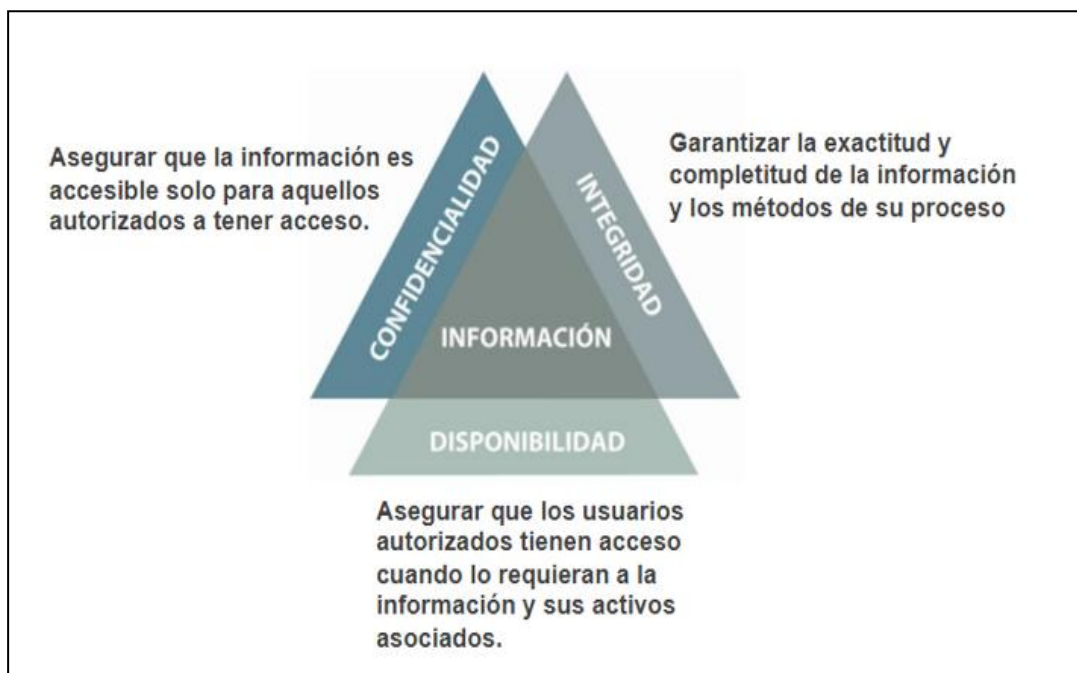 Asegurar que la información es
accesible solo para aquellos
autorizados a tener acceso.
CONFIDENCIALIDAD
INTEGRIDAD
Garantizar la exactitud y
completitud de la información
y los métodos de su proceso
INFORMACIÓN
DISPONIBILIDAD
Asegurar que los usuarios
autorizados tienen acceso
cuando lo requieran a la
información y sus activos
asociados.